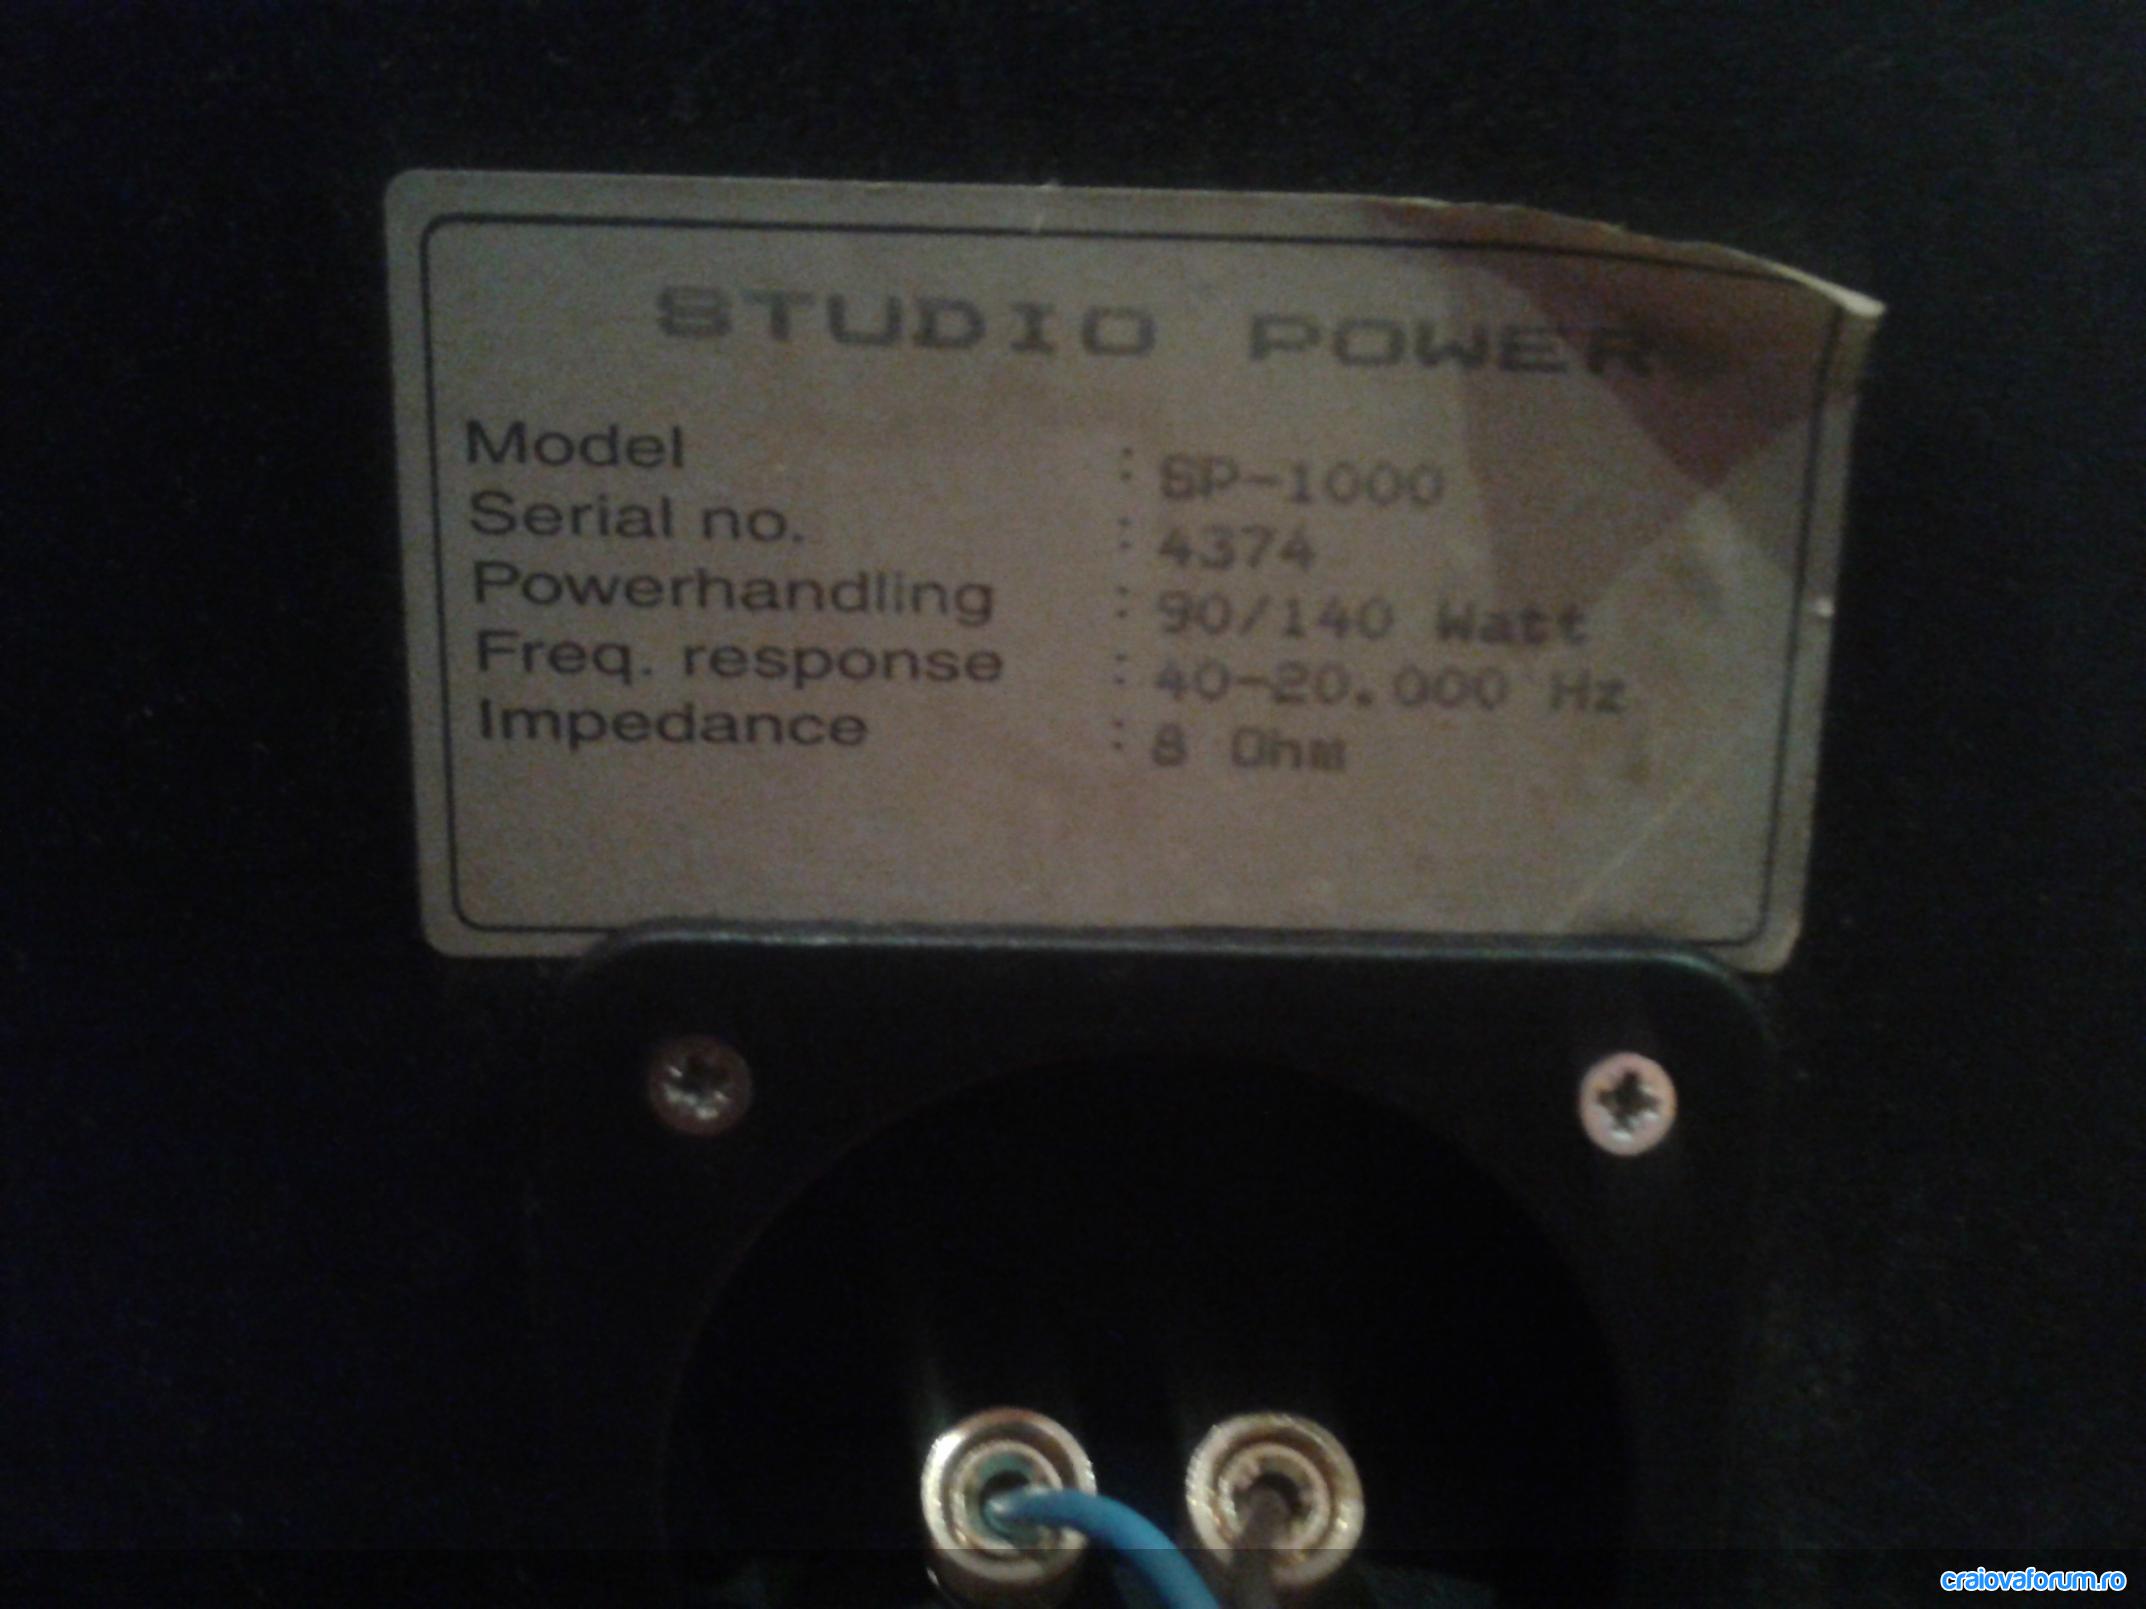 STUDIO POWER
Model : SP-1000
Serial no. : 4374
Powerhandling : 90/140 Watt
Freq. response : 40-20.000 Hz
Impedance : 8 Ohm
craiovaforum.ro